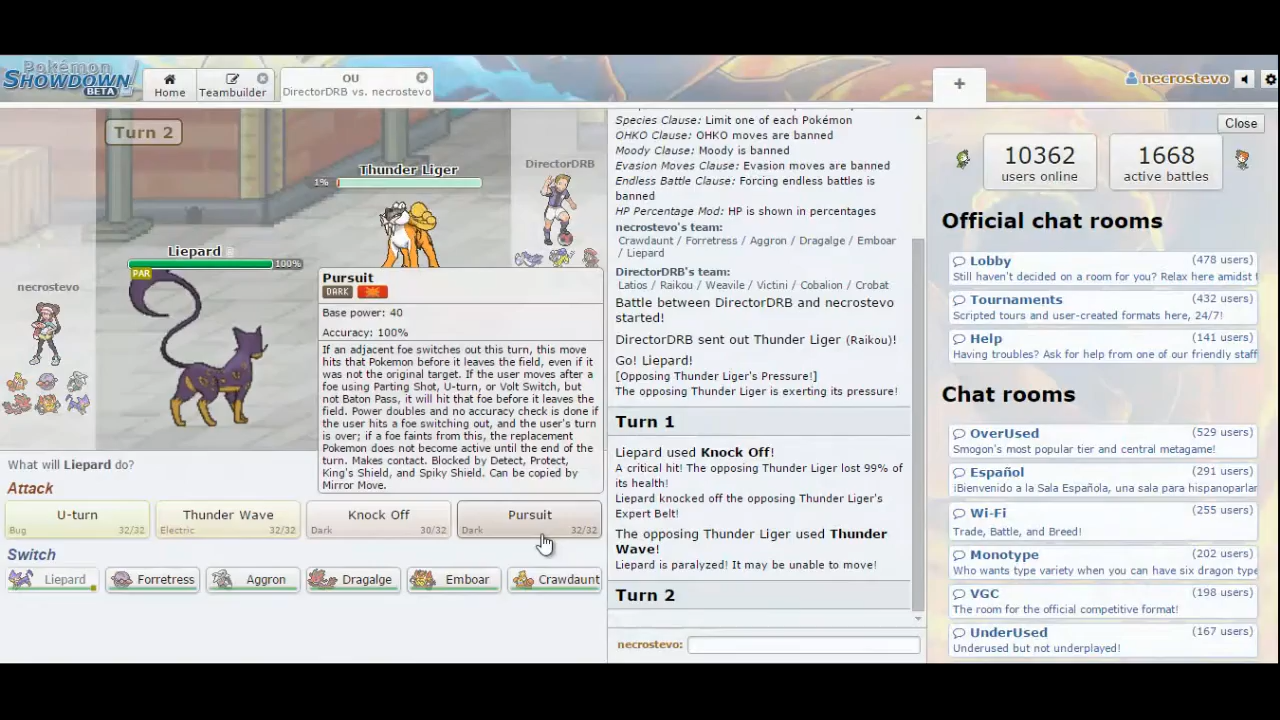 Pokémon
SHOWDOWN
BETA
Home
Teambuilder
OU
DirectorDRB vs. necrostevo
+
necrostevo
Turn 2
Thunder Liger
1%
DirectorDRB
Liepard
100%
PAR
necrostevo
Pursuit
DARK
Base power: 40
Accuracy: 100%
If an adjacent foe switches out this turn, this move
hits that Pokemon before it leaves the field, even if it
was not the original target. If the user moves after a
foe using Parting Shot, U-turn, or Volt Switch, but
not Baton Pass, it will hit that foe before it leaves the
field. Power doubles and no accuracy check is done if
the user hits a foe switching out, and the user's turn
is over; if a foe faints from this, the replacement
Pokemon does not become active until the end of the
turn. Makes contact. Blocked by Detect, Protect,
King's Shield, and Spiky Shield. Can be copied by
Mirror Move.
What will Liepard do?
Attack
U-turn
Bug 32/32
Thunder Wave
Electric 32/32
Knock Off
Dark 30/32
Pursuit
Dark 32/32
Switch
Liepard
Forretress
Aggron
Dragalge
Emboar
Crawdaunt
Species Clause: Limit one of each Pokémon
OHKO Clause: OHKO moves are banned
Moody Clause: Moody is banned
Evasion Moves Clause: Evasion moves are banned
Endless Battle Clause: Forcing endless battles is
banned
HP Percentage Mod: HP is shown in percentages
necrostevo's team:
Crawdaunt / Forretress / Aggron / Dragalge / Emboar
/ Liepard
DirectorDRB's team:
Latios / Raikou / Weavile / Victini / Cobalion / Crobat
Battle between DirectorDRB and necrostevo
started!
DirectorDRB sent out Thunder Liger (Raikou)!
Go! Liepard!
[Opposing Thunder Liger's Pressure!]
The opposing Thunder Liger is exerting its pressure!
Turn 1
Liepard used Knock Off!
A critical hit! The opposing Thunder Liger lost 99% of
its health!
Liepard knocked off the opposing Thunder Liger's
Expert Belt!
The opposing Thunder Liger used Thunder
Wave!
Liepard is paralyzed! It may be unable to move!
Turn 2
necrostevo:
Close
10362
users online
1668
active battles
Official chat rooms
Lobby (478 users)
Still haven't decided on a room for you? Relax here amidst t
Tournaments (432 users)
Scripted tours and user-created formats here, 24/7!
Help (141 users)
Having troubles? Ask for help from one of our friendly staff
Chat rooms
OverUsed (529 users)
Smogon's most popular tier and central metagame!
Español (291 users)
¡Bienvenido a la Sala Española, una sala para hispanoparlar
Wi-Fi (255 users)
Trade, Battle, and Breed!
Monotype (202 users)
Who wants type variety when you can have six dragon type
VGC (198 users)
The room for the official competitive format!
UnderUsed (167 users)
Underused but not underplayed!